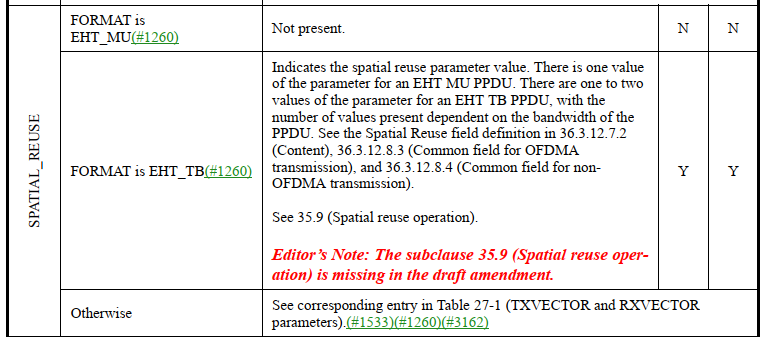 SPATIAL_REUSE
FORMAT is
EHT_MU(#1260)
Not present.
N
N
FORMAT is EHT_TB(#1260)
Indicates the spatial reuse parameter value. There is one value
of the parameter for an EHT MU PPDU. There are one to two
values of the parameter for an EHT TB PPDU, with the
number of values present dependent on the bandwidth of the
PPDU. See the Spatial Reuse field definition in 36.3.12.7.2
(Content), 36.3.12.8.3 (Common field for OFDMA
transmission), and 36.3.12.8.4 (Common field for non-
OFDMA transmission).
See 35.9 (Spatial reuse operation).
Editor’s Note: The subclause 35.9 (Spatial reuse oper-
ation) is missing in the draft amendment.
Y
Y
Otherwise
See corresponding entry in Table 27-1 (TXVECTOR and RXVECTOR
parameters).(#1533)(#1260)(#3162)